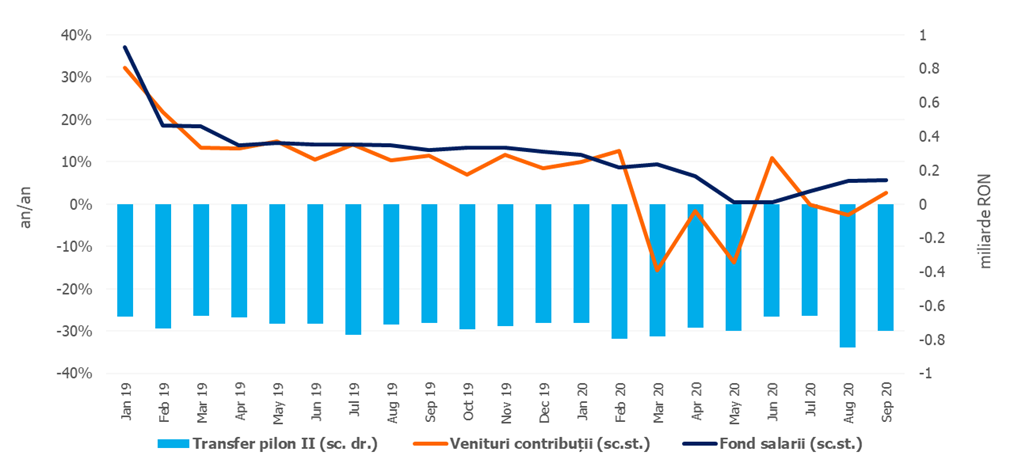 40%
30%
20%
10%
0%
-10%
-20%
-30%
-40%
an/an
1
0.8
0.6
0.4
0.2
0
-0.2
-0.4
-0.6
-0.8
-1
miliarde RON
Jan 19
Feb 19
Mar 19
Apr 19
May 19
Jun 19
Jul 19
Aug 19
Sep 19
Oct 19
Nov 19
Dec 19
Jan 20
Feb 20
Mar 20
Apr 20
May 20
Jun 20
Jul 20
Aug 20
Sep 20
Transfer pilon II (sc. dr.) Venituri contribuții (sc.st.) Fond salarii (sc.st.)